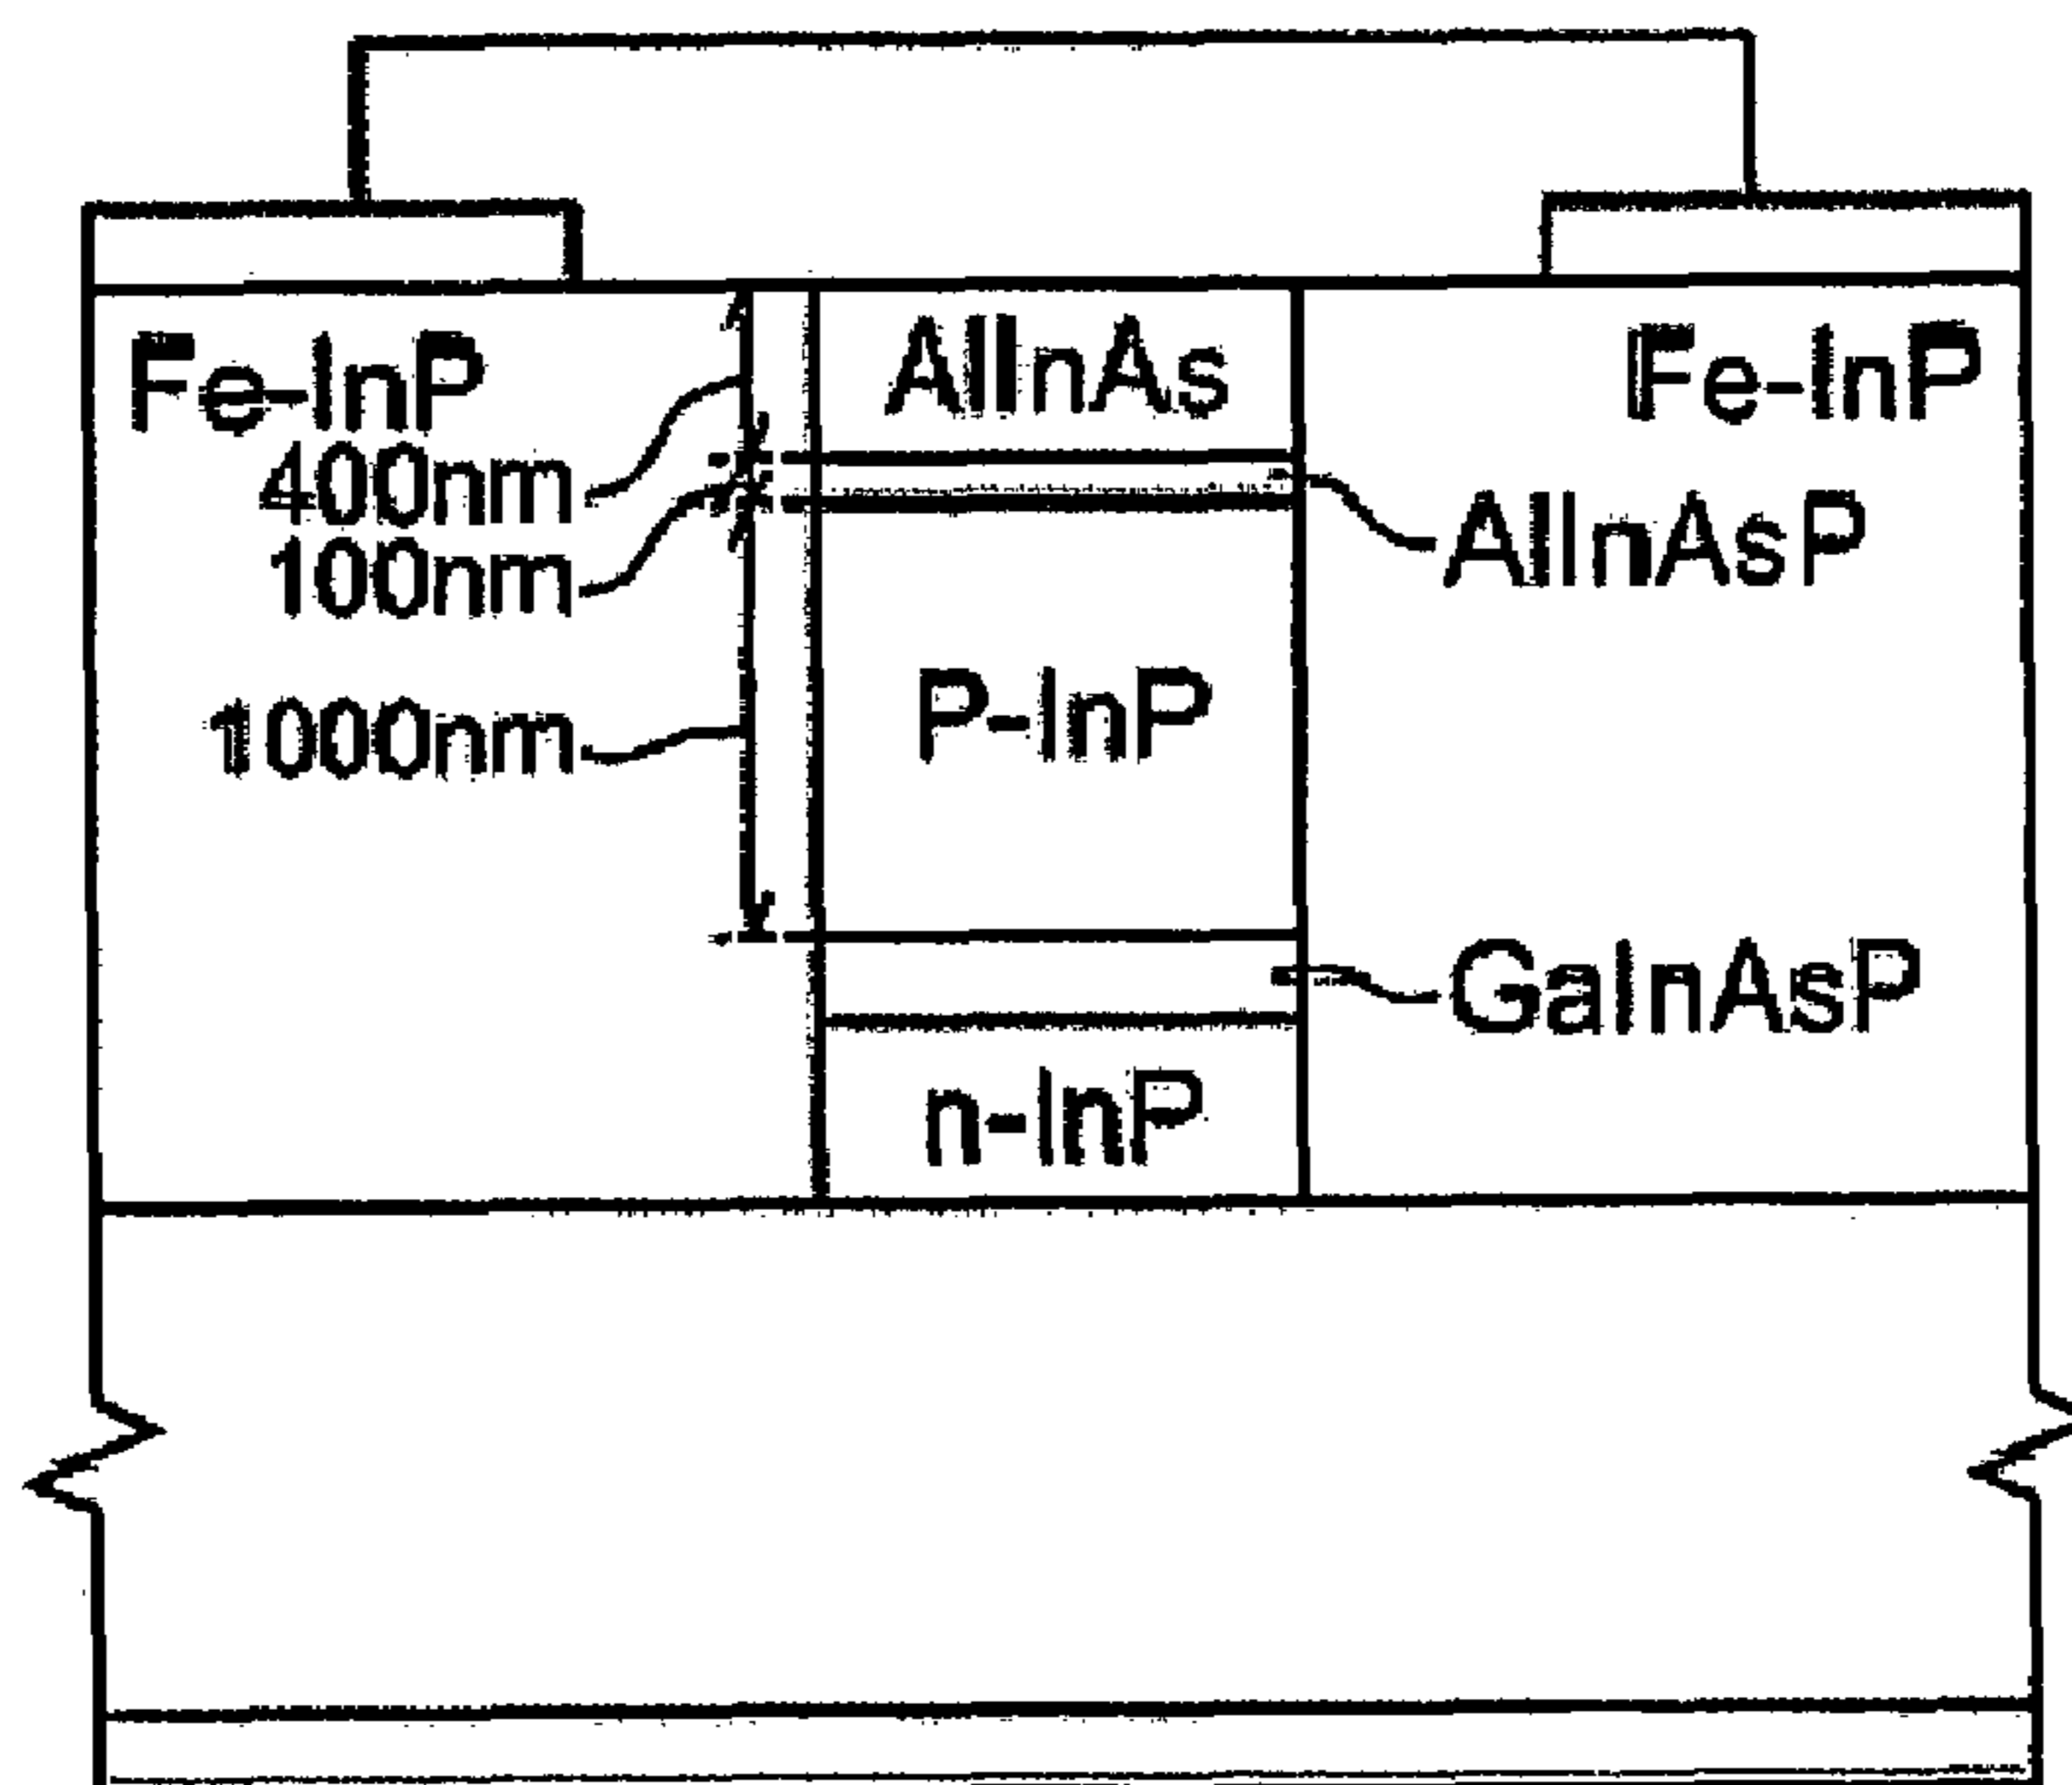 Fe-InP
AlInAs
Fe-InP
400nm
100nm
AlInAsP
P-InP
1000nm
GaInAsP
n-InP